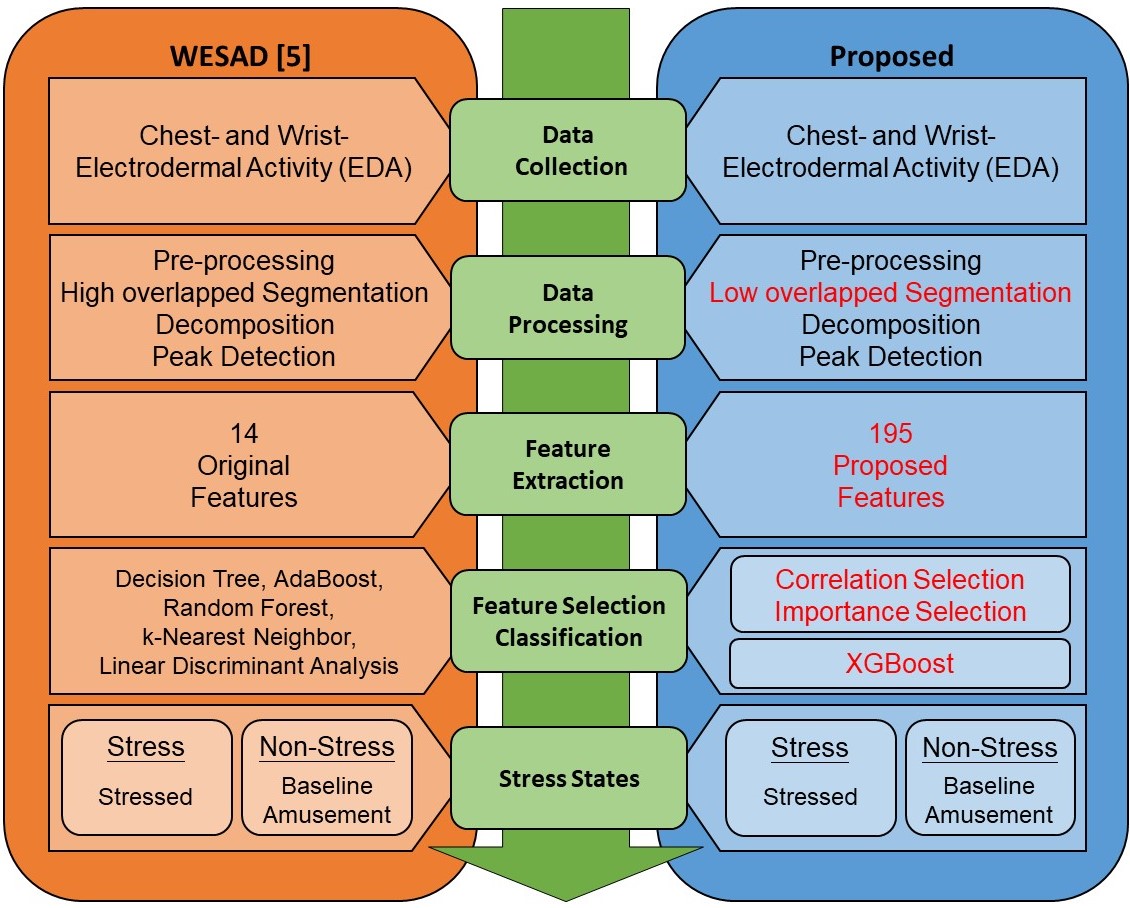 WESAD [5]
Proposed
Chest- and Wrist-
Electrodermal Activity (EDA)
Data
Collection
Chest- and Wrist-
Electrodermal Activity (EDA)
Pre-processing
High overlapped Segmentation
Decomposition
Peak Detection
Data
Processing
Pre-processing
Low overlapped Segmentation
Decomposition
Peak Detection
14
Original
Features
Feature
Extraction
195
Proposed
Features
Decision Tree, AdaBoost,
Random Forest,
k-Nearest Neighbor,
Linear Discriminant Analysis
Feature Selection
Classification
Correlation Selection
Importance Selection
XGBoost
Stress
Stressed
Non-Stress
Baseline
Amusement
Stress States
Stress
Stressed
Non-Stress
Baseline
Amusement